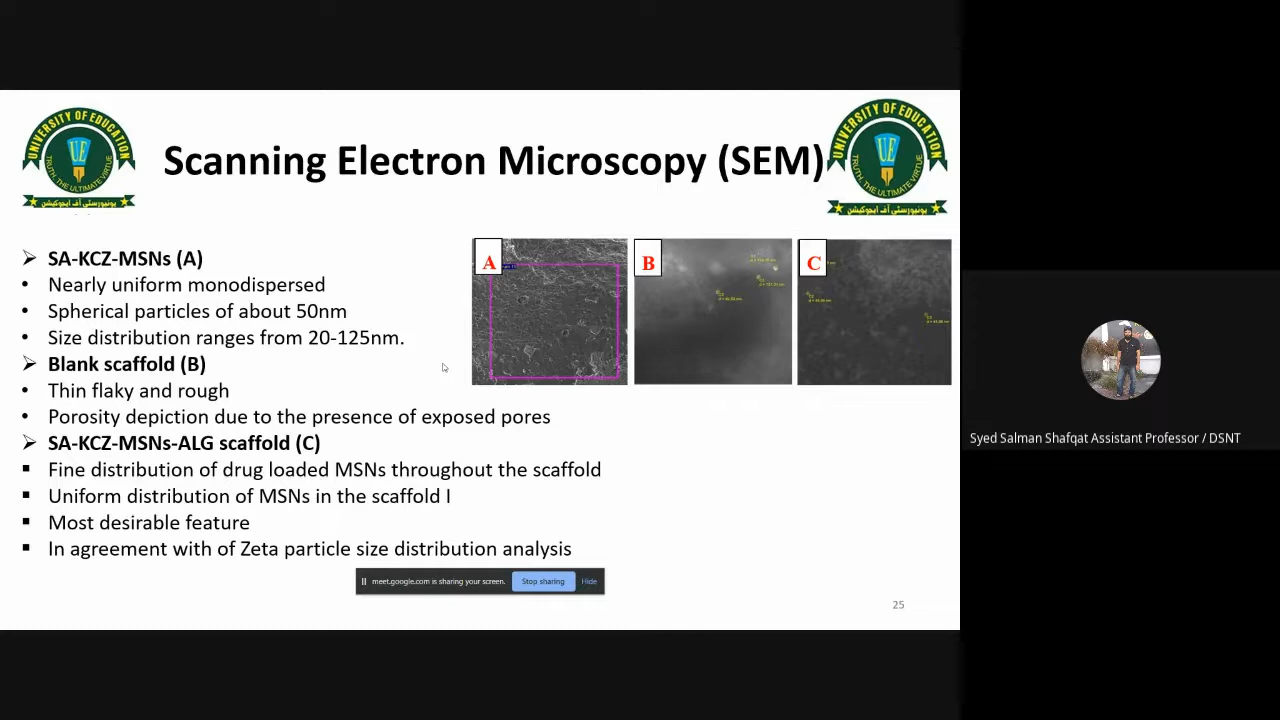 UNIVERSITY OF EDUCATION
UE
TRUTH, THE ULTIMATE VIRTUE
یونیورسٹی آف ایجوکیشن
Scanning Electron Microscopy (SEM)
UNIVERSITY OF EDUCATION
UE
TRUTH, THE ULTIMATE VIRTUE
یونیورسٹی آف ایجوکیشن
➢ SA-KCZ-MSNs (A)
• Nearly uniform monodispersed
• Spherical particles of about 50nm
• Size distribution ranges from 20-125nm.
➢ Blank scaffold (B)
• Thin flaky and rough
• Porosity depiction due to the presence of exposed pores
➢ SA-KCZ-MSNs-ALG scaffold (C)
▪ Fine distribution of drug loaded MSNs throughout the scaffold
▪ Uniform distribution of MSNs in the scaffold I
▪ Most desirable feature
▪ In agreement with of Zeta particle size distribution analysis
A
B
C
meet.google.com is sharing your screen.
Stop sharing
Hide
25
Syed Salman Shafqat Assistant Professor / DSNT